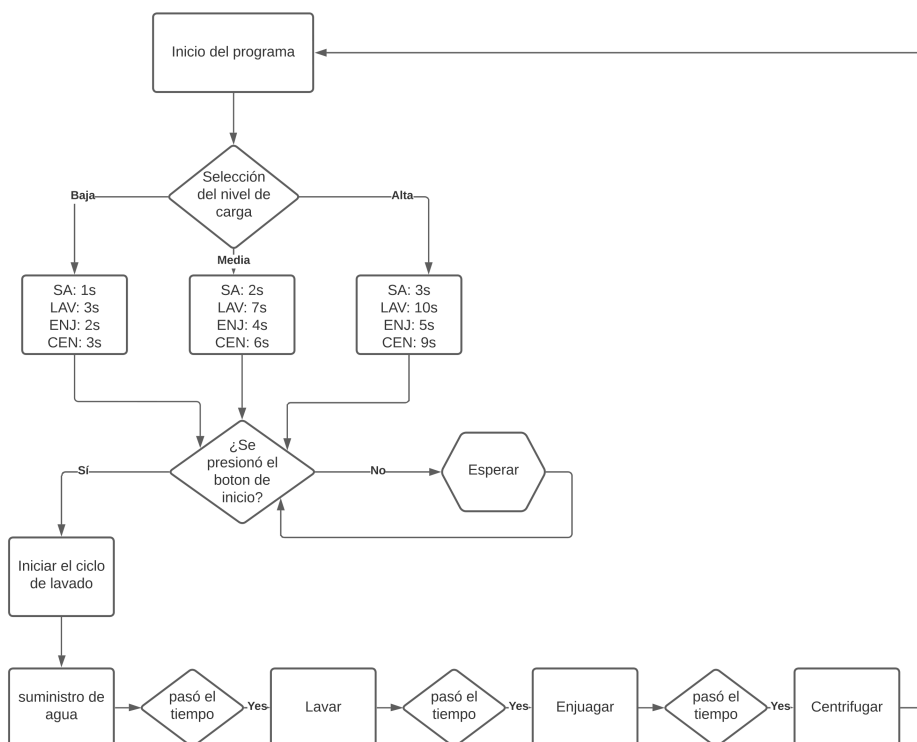 Inicio del programa
Selección
del nivel de
carga
Baja
Alta
Media
SA: 1s
LAV: 3s
ENJ: 2s
CEN: 3s
SA: 2s
LAV: 7s
ENJ: 4s
CEN: 6s
SA: 3s
LAV: 10s
ENJ: 5s
CEN: 9s
¿Se
presionó el
boton de
inicio?
Sí
No
Esperar
Iniciar el ciclo
de lavado
suministro de
agua
pasó el
tiempo
Yes
Lavar
pasó el
tiempo
Yes
Enjuagar
pasó el
tiempo
Yes
Centrifugar